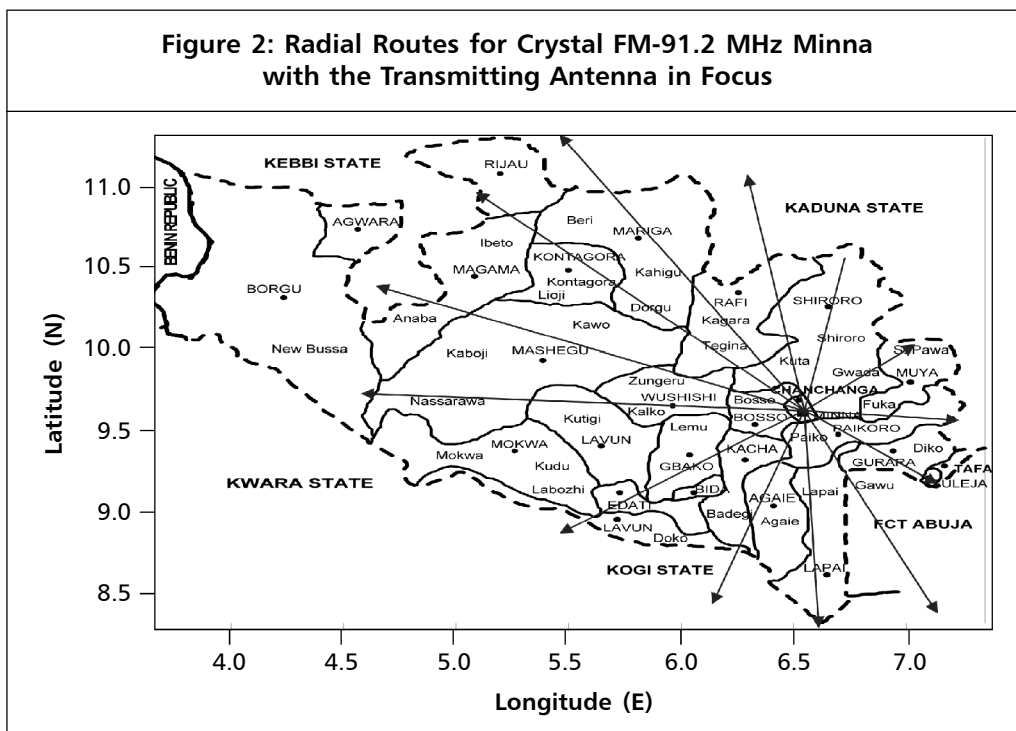 Figure 2: Radial Routes for Crystal FM-91.2 MHz Minna
with the Transmitting Antenna in Focus
KEBBI STATE
RIJAU
11.0
BENIN REPUBLIC
KADUNA STATE
AGWARA
Beri
MARIGA
Ibeto
KONTAGORA
MAGAMA
Kontagora
Kahigu
10.5
Lioji
BORGU
Dorgu
RAFI
SHIRORO
Kagara
Anaba
Kawo
Tegina
Shiroro
10.0
New Bussa
Kaboji
MASHEGU
Kuta
Gwada
MUYA
Zungeru
CHANCHANGA
Nassarawa
WUSHISHI
Bosso
Fuka
Kalko
Kutigi
BOSSO
MINNA
9.5
Lemu
Paiko
PAIKORO
MOKWA
LAVUN
KACHA
Diko
Mokwa
Kudu
GBAKO
GURARA
TAFA
KWARA STATE
Labozhi
BIDA
Lapai
Gawu
SULEJA
EDATI
AGAIE
9.0
Badegi
Agaie
FCT ABUJA
LAVUN
Doko
KOGI STATE
LAPAI
8.5
Latitude (N)
4.0 4.5 5.0 5.5 6.0 6.5 7.0
Longitude (E)